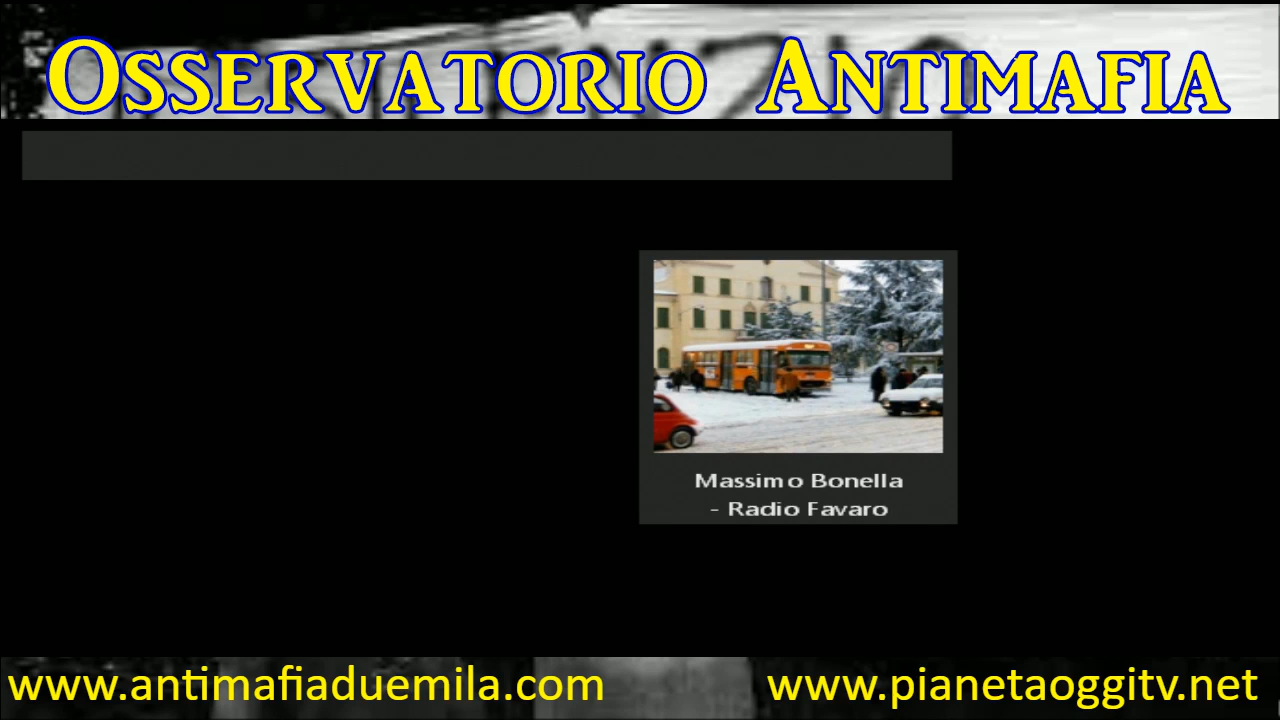 OSSERVATORIO ANTIMAFIA
Massimo Bonella
- Radio Favaro
www.antimafiaduemila.com www.pianetaoggitv.net